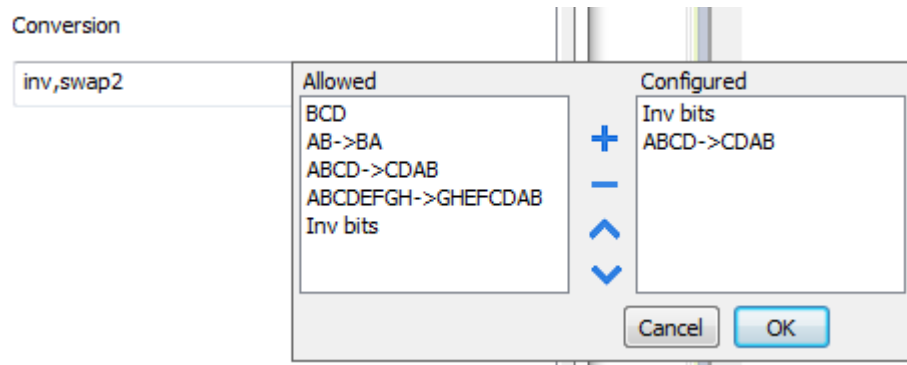 Conversion
inv,swap2
Allowed
BCD
AB->BA
ABCD->CDAB
ABCDEFGH->GHEFCDAB
Inv bits
Configured
Inv bits
ABCD->CDAB
Cancel
OK